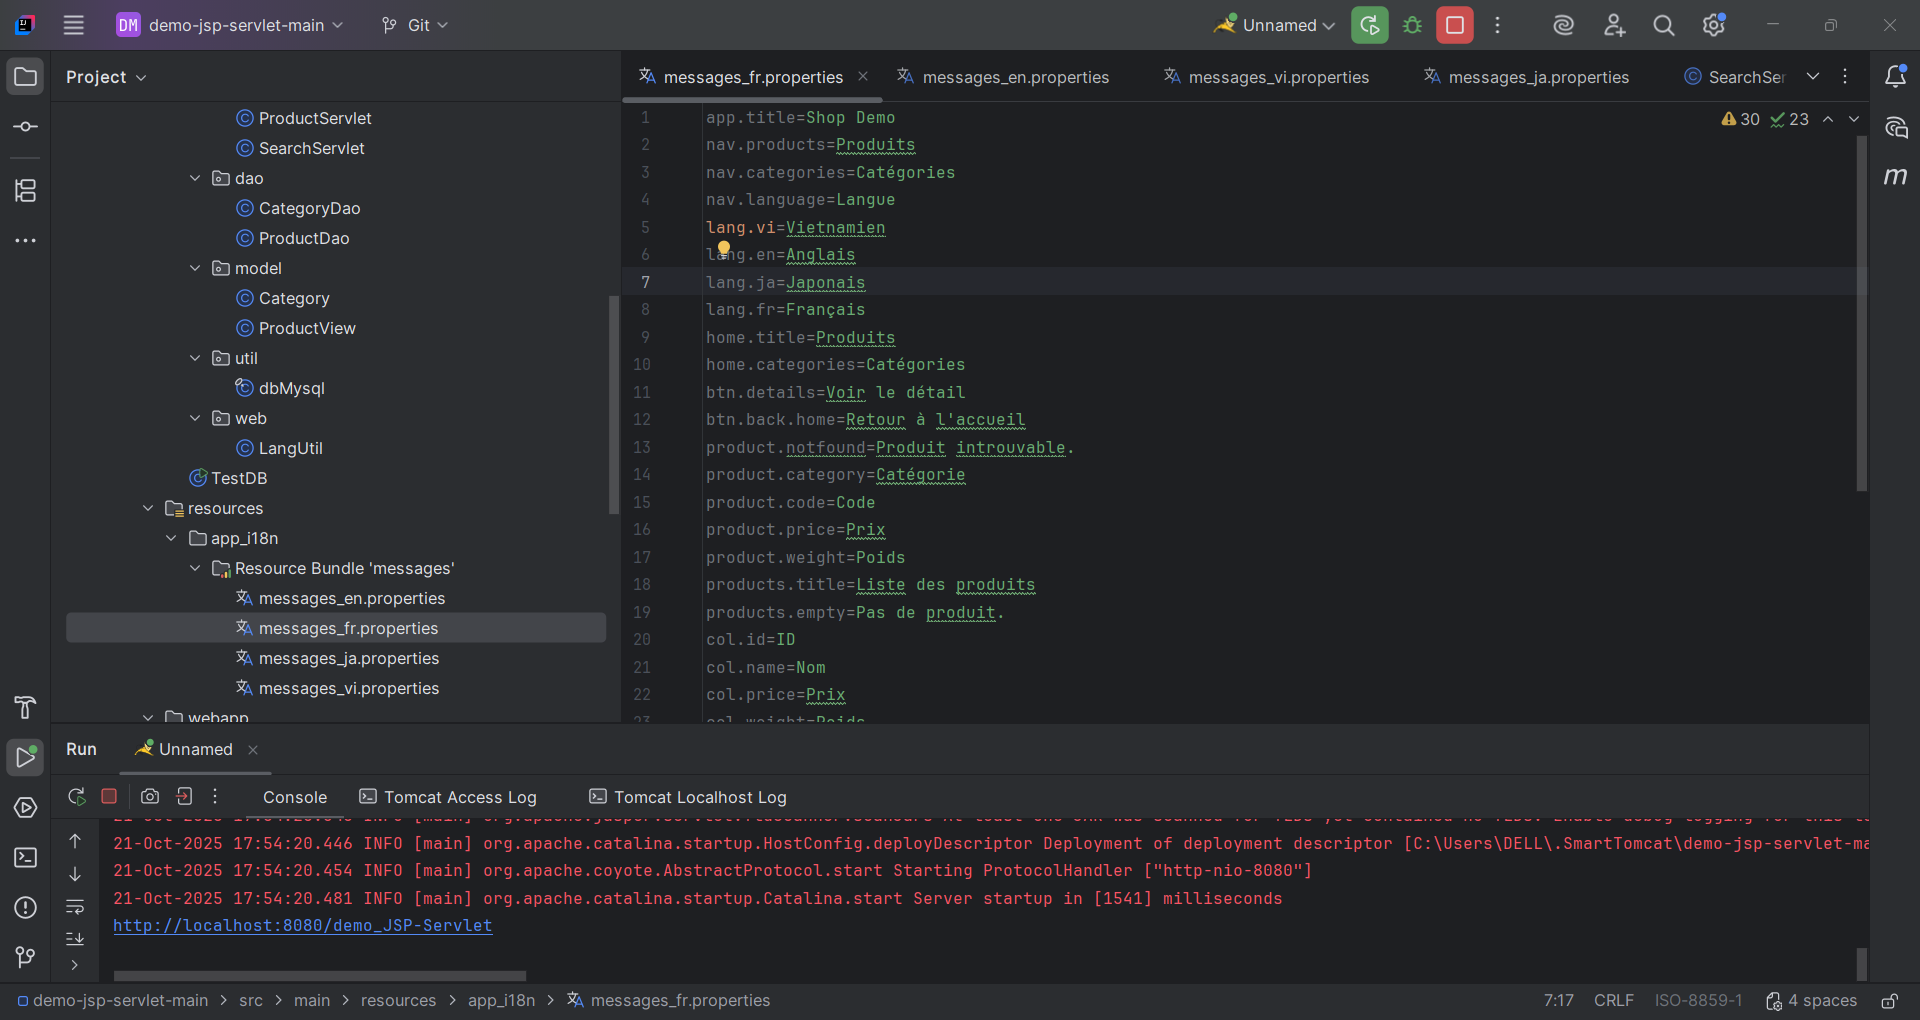 DM demo-jsp-servlet-main Git Unnamed
Project
ProductServlet
SearchServlet
dao
CategoryDao
ProductDao
model
Category
ProductView
util
dbMysql
web
LangUtil
TestDB
resources
app_i18n
Resource Bundle 'messages'
messages_en.properties
messages_fr.properties
messages_ja.properties
messages_vi.properties
webapp
messages_fr.properties messages_en.properties messages_vi.properties messages_ja.properties SearchSer
30 23
1 app.title=Shop Demo
2 nav.products=Produits
3 nav.categories=Catégories
4 nav.language=Langue
5 lang.vi=Vietnamien
6 lang.en=Anglais
7 lang.ja=Japonais
8 lang.fr=Français
9 home.title=Produits
10 home.categories=Catégories
11 btn.details=Voir le détail
12 btn.back.home=Retour à l'accueil
13 product.notfound=Produit introuvable.
14 product.category=Catégorie
15 product.code=Code
16 product.price=Prix
17 product.weight=Poids
18 products.title=Liste des produits
19 products.empty=Pas de produit.
20 col.id=ID
21 col.name=Nom
22 col.price=Prix
23 col.weight=Poids
m
Run Unnamed
Console Tomcat Access Log Tomcat Localhost Log
21-Oct-2025 17:54:20.446 INFO [main] org.apache.catalina.startup.HostConfig.deployDescriptor Deployment of deployment descriptor [C:\Users\DELL\.SmartTomcat\demo-jsp-servlet-ma
21-Oct-2025 17:54:20.454 INFO [main] org.apache.coyote.AbstractProtocol.start Starting ProtocolHandler ["http-nio-8080"]
21-Oct-2025 17:54:20.481 INFO [main] org.apache.catalina.startup.Catalina.start Server startup in [1541] milliseconds
http://localhost:8080/demo_JSP-Servlet
demo-jsp-servlet-main > src > main > resources > app_i18n > messages_fr.properties
7:17 CRLF ISO-8859-1 4 spaces